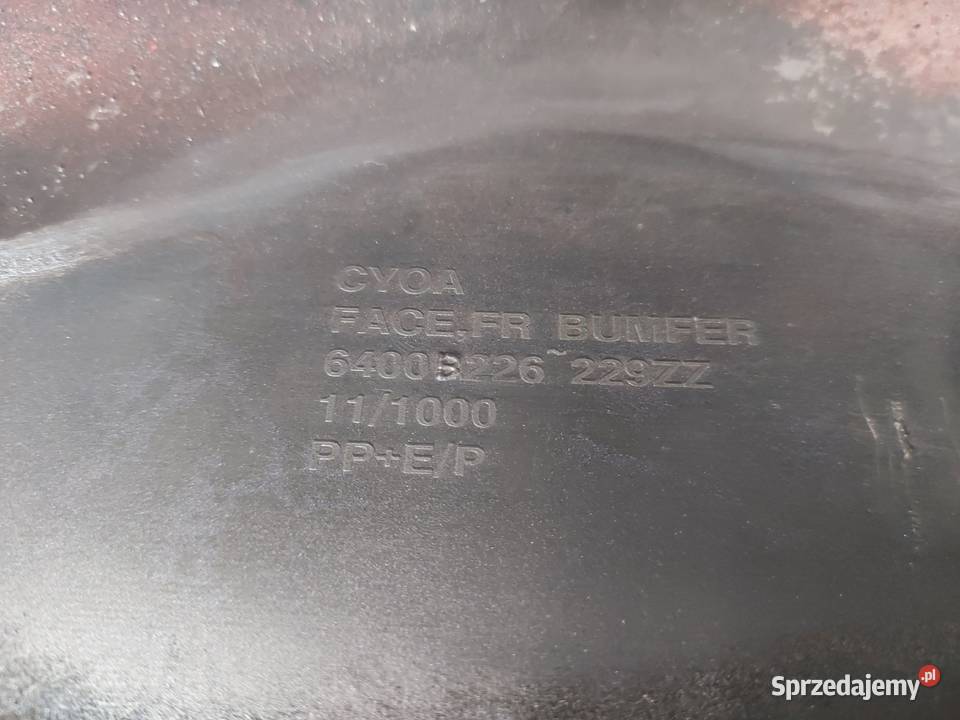 CYOA
FACE,FR BUMPER
6400B226~229ZZ
11/1000
PP+E/P
Sprzedajemy.pl